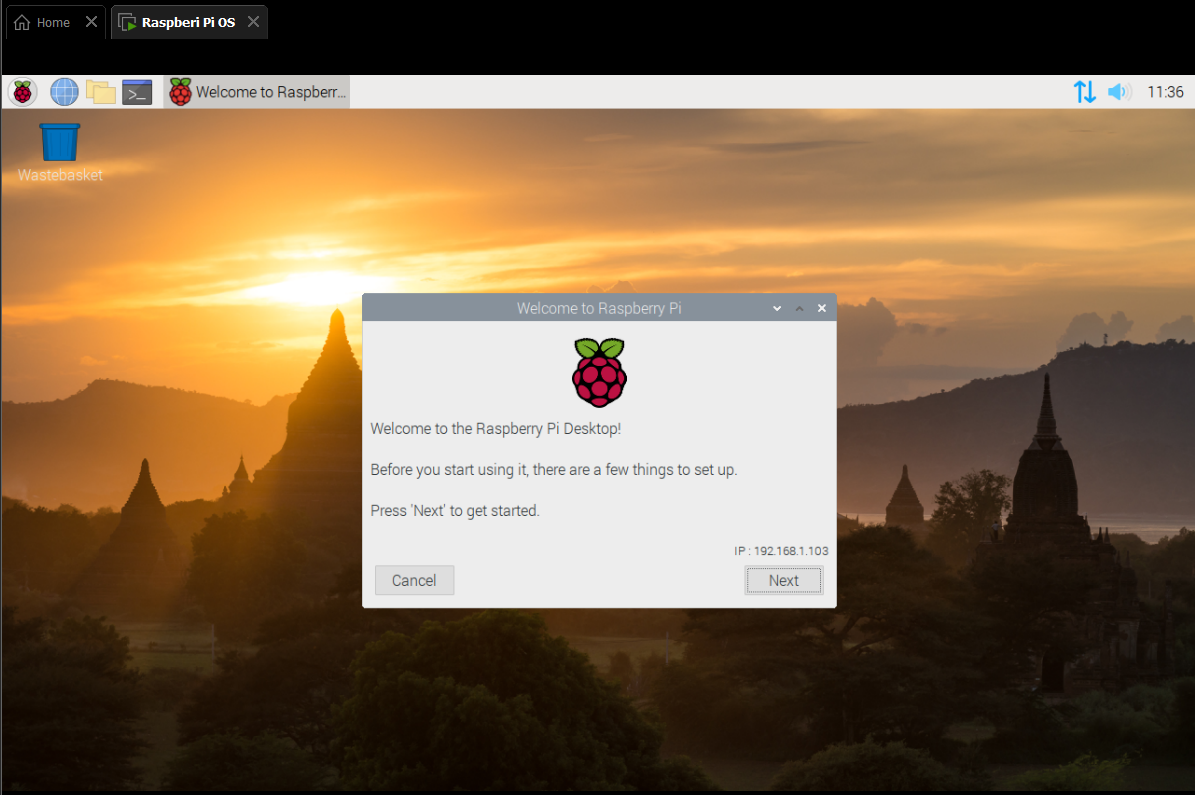 Home
Raspberi Pi OS
Welcome to Raspberr...
11:36
Wastebasket
Welcome to Raspberry Pi
Welcome to the Raspberry Pi Desktop!
Before you start using it, there are a few things to set up.
Press 'Next' to get started.
IP : 192.168.1.103
Cancel
Next